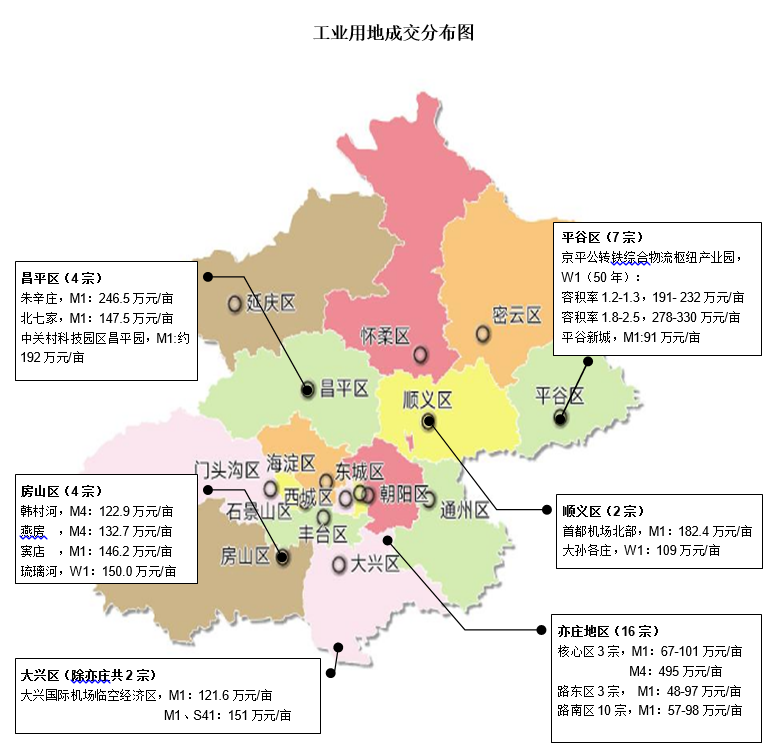 工业用地成交分布图
平谷区（7宗）
京平公转铁综合物流枢纽产业园，
W1（50年）：
容积率1.2-1.3，191- 232万元/亩
容积率1.8-2.5，278-330万元/亩
平谷新城，M1:91万元/亩
昌平区（4宗）
朱辛庄，M1：246.5万元/亩
北七家，M1：147.5万元/亩
中关村科技园区昌平园，M1:约
192万元/亩
延庆区
怀柔区
密云区
昌平区
顺义区
平谷区
门头沟区
海淀区
东城区
石景山区
西城区
朝阳区
通州区
丰台区
房山区
大兴区
房山区（4宗）
韩村河，M4：122.9万元/亩
燕房 ，M4：132.7万元/亩
窦店 ，M1：146.2万元/亩
琉璃河，W1：150.0万元/亩
顺义区（2宗）
首都机场北部，M1：182.4万元/亩
大孙各庄，W1：109万元/亩
亦庄地区（16宗）
核心区3宗，M1：67-101万元/亩
M4：495万元/亩
路东区3宗， M1：48-97万元/亩
路南区10宗，M1：57-98万元/亩
大兴区（除亦庄共2宗）
大兴国际机场临空经济区，M1：121.6万元/亩
M1、S41：151万元/亩